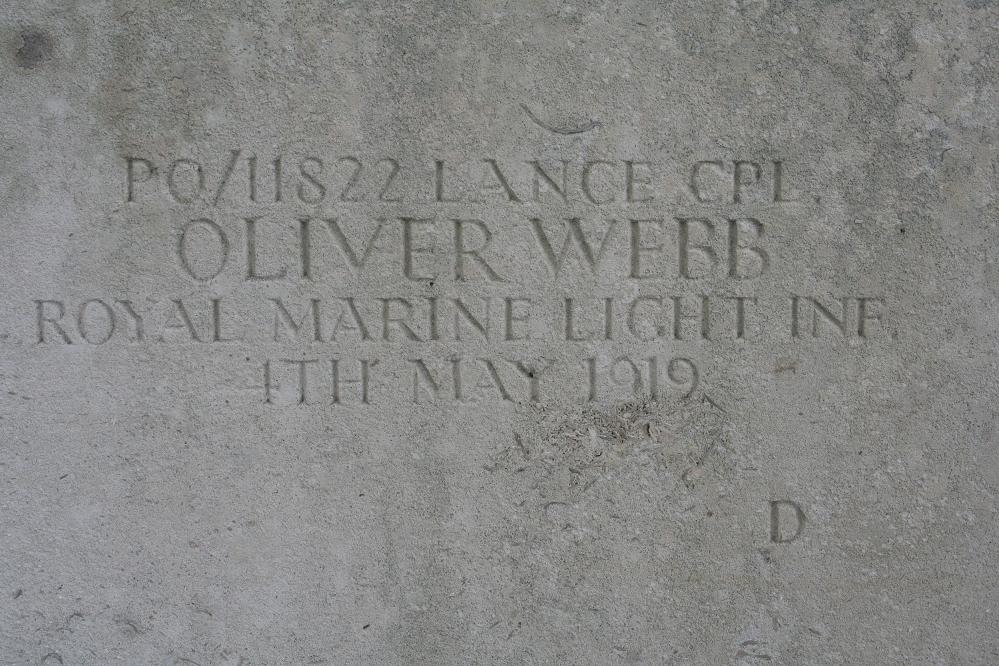 PO/11822 LANCE CPL.
OLIVER WEBB
ROYAL MARINE LIGHT INF.
4TH MAY 1919
D